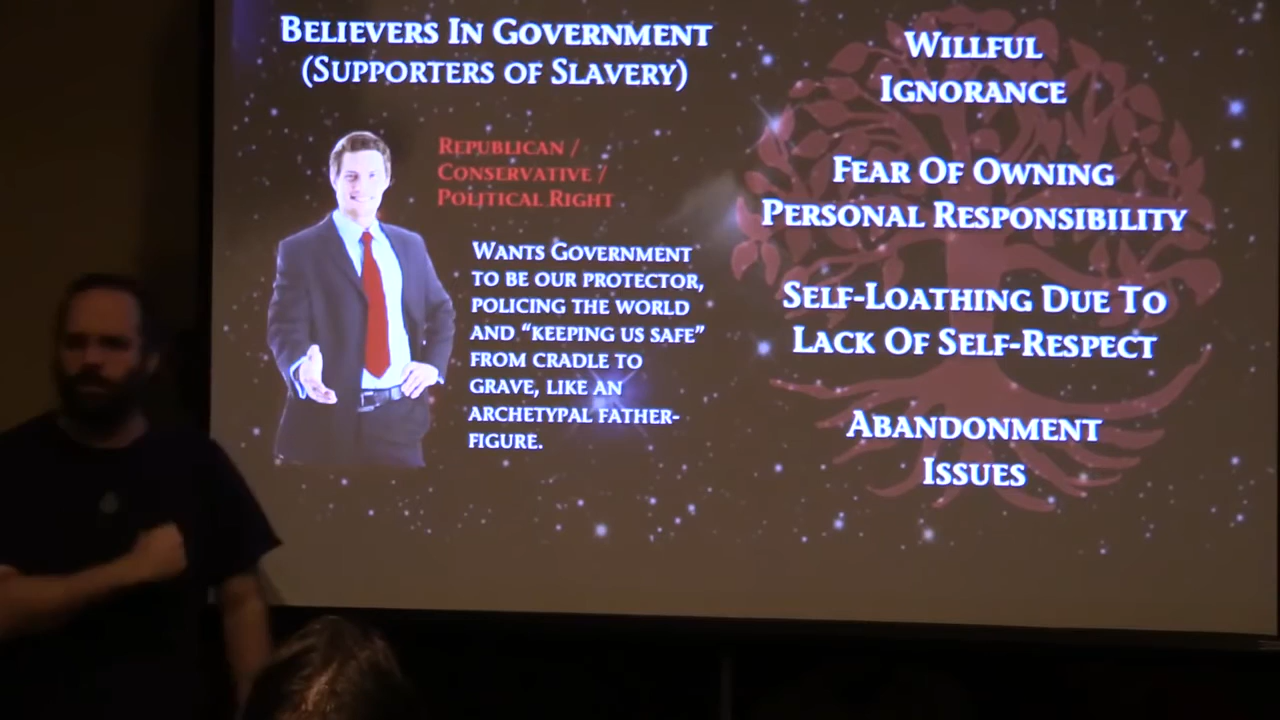 BELIEVERS IN GOVERNMENT
(SUPPORTERS OF SLAVERY)
REPUBLICAN /
CONSERVATIVE /
POLITICAL RIGHT
WANTS GOVERNMENT
TO BE OUR PROTECTOR,
POLICING THE WORLD
AND “KEEPING US SAFE”
FROM CRADLE TO
GRAVE, LIKE AN
ARCHETYPAL FATHER-
FIGURE.
WILLFUL
IGNORANCE
FEAR OF OWNING
PERSONAL RESPONSIBILITY
SELF-LOATHING DUE TO
LACK OF SELF-RESPECT
ABANDONMENT
ISSUES